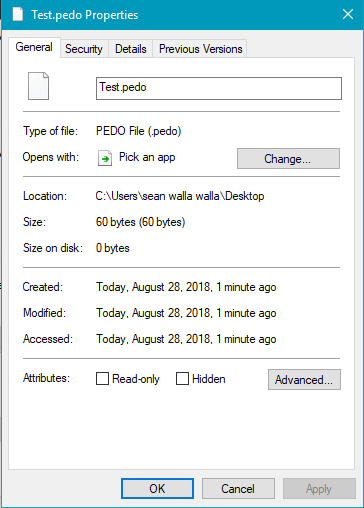 Test.pedo Properties
General Security Details Previous Versions
Test.pedo
Type of file: PEDO File (.pedo)
Opens with: Pick an app Change...
Location: C:\Users\sean walla walla\Desktop
Size: 60 bytes (60 bytes)
Size on disk: 0 bytes
Created: Today, August 28, 2018, 1 minute ago
Modified: Today, August 28, 2018, 1 minute ago
Accessed: Today, August 28, 2018, 1 minute ago
Attributes: Read-only Hidden Advanced...
OK Cancel Apply